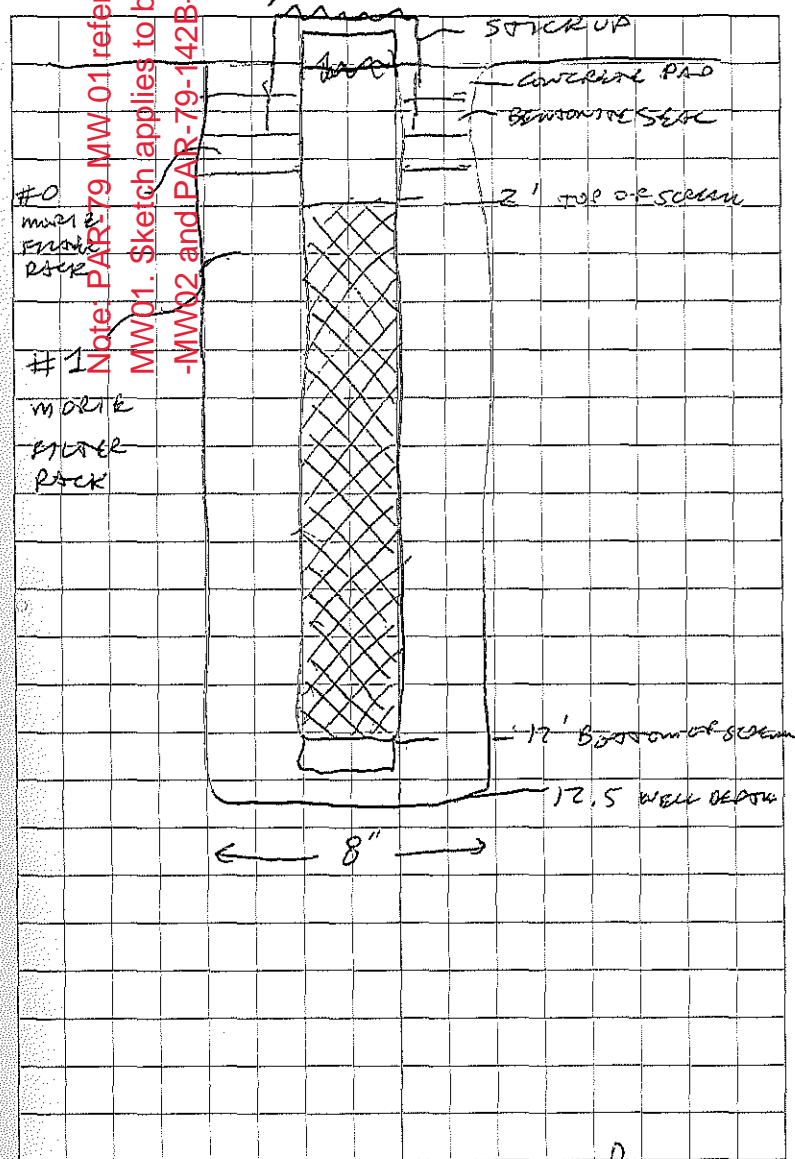 STICK UP
CONCRETE PAD
BENTONITE SEAL
2' TOP OF SCREEN
#0
MORIE
FILTER
PACK
#1
MORIE
FILTER
PACK
12' BOTTOM OF SCREEN
12.5 WELL DEPTH
8"
Note: PAR-79 MW 01 refer
MW01. Sketch applies to b
-MW02 and PAR-79-142B-